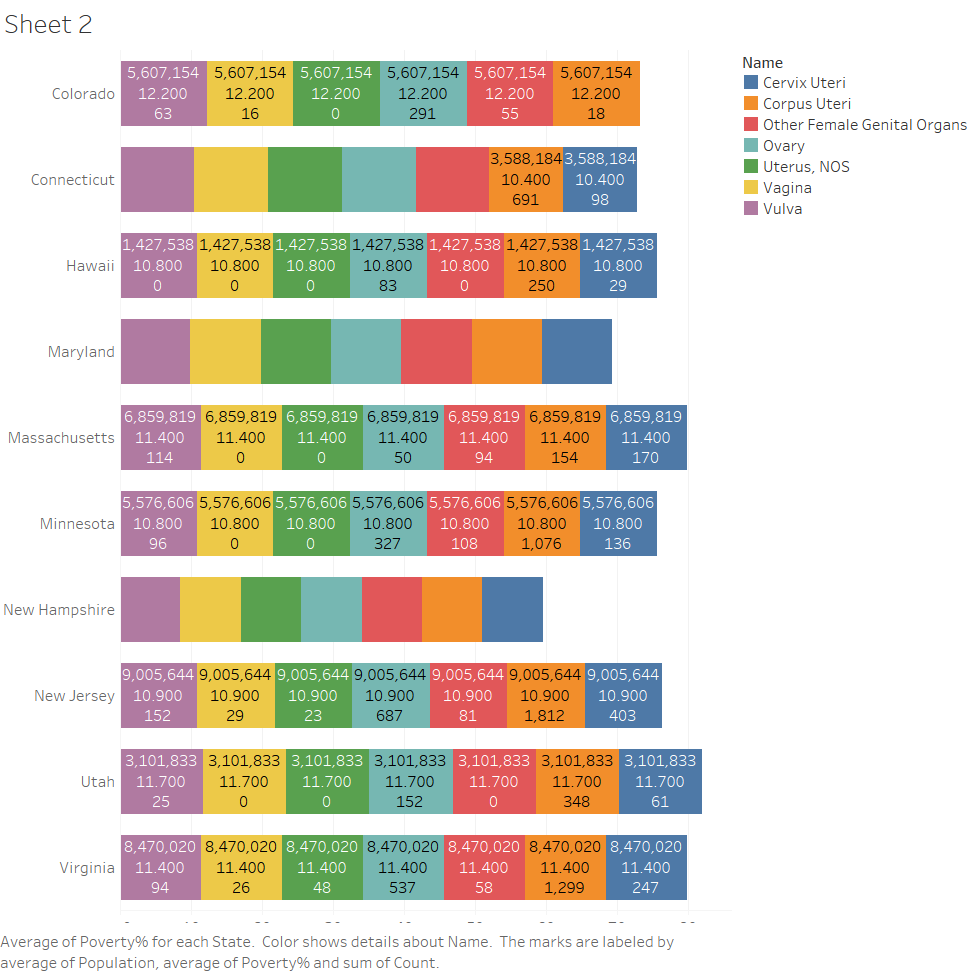 Sheet 2
Name
Cervix Uteri
Corpus Uteri
Other Female Genital Organs
Ovary
Uterus, NOS
Vagina
Vulva
Colorado
5,607,154 5,607,154 5,607,154 5,607,154 5,607,154 5,607,154
12.200 12.200 12.200 12.200 12.200 12.200
63 16 0 291 55 18
Connecticut
3,588,184 3,588,184
10.400 10.400
691 98
Hawaii
1,427,538 1,427,538 1,427,538 1,427,538 1,427,538 1,427,538 1,427,538
10.800 10.800 10.800 10.800 10.800 10.800 10.800
0 0 0 83 0 250 29
Maryland
Massachusetts
6,859,819 6,859,819 6,859,819 6,859,819 6,859,819 6,859,819 6,859,819
11.400 11.400 11.400 11.400 11.400 11.400 11.400
114 0 0 50 94 154 170
Minnesota
5,576,606 5,576,606 5,576,606 5,576,606 5,576,606 5,576,606 5,576,606
10.800 10.800 10.800 10.800 10.800 10.800 10.800
96 0 0 327 108 1,076 136
New Hampshire
New Jersey
9,005,644 9,005,644 9,005,644 9,005,644 9,005,644 9,005,644 9,005,644
10.900 10.900 10.900 10.900 10.900 10.900 10.900
152 29 23 687 81 1,812 403
Utah
3,101,833 3,101,833 3,101,833 3,101,833 3,101,833 3,101,833 3,101,833
11.700 11.700 11.700 11.700 11.700 11.700 11.700
25 0 0 152 0 348 61
Virginia
8,470,020 8,470,020 8,470,020 8,470,020 8,470,020 8,470,020 8,470,020
11.400 11.400 11.400 11.400 11.400 11.400 11.400
94 26 48 537 58 1,299 247
Average of Poverty% for each State.  Color shows details about Name.  The marks are labeled by
average of Population, average of Poverty% and sum of Count.